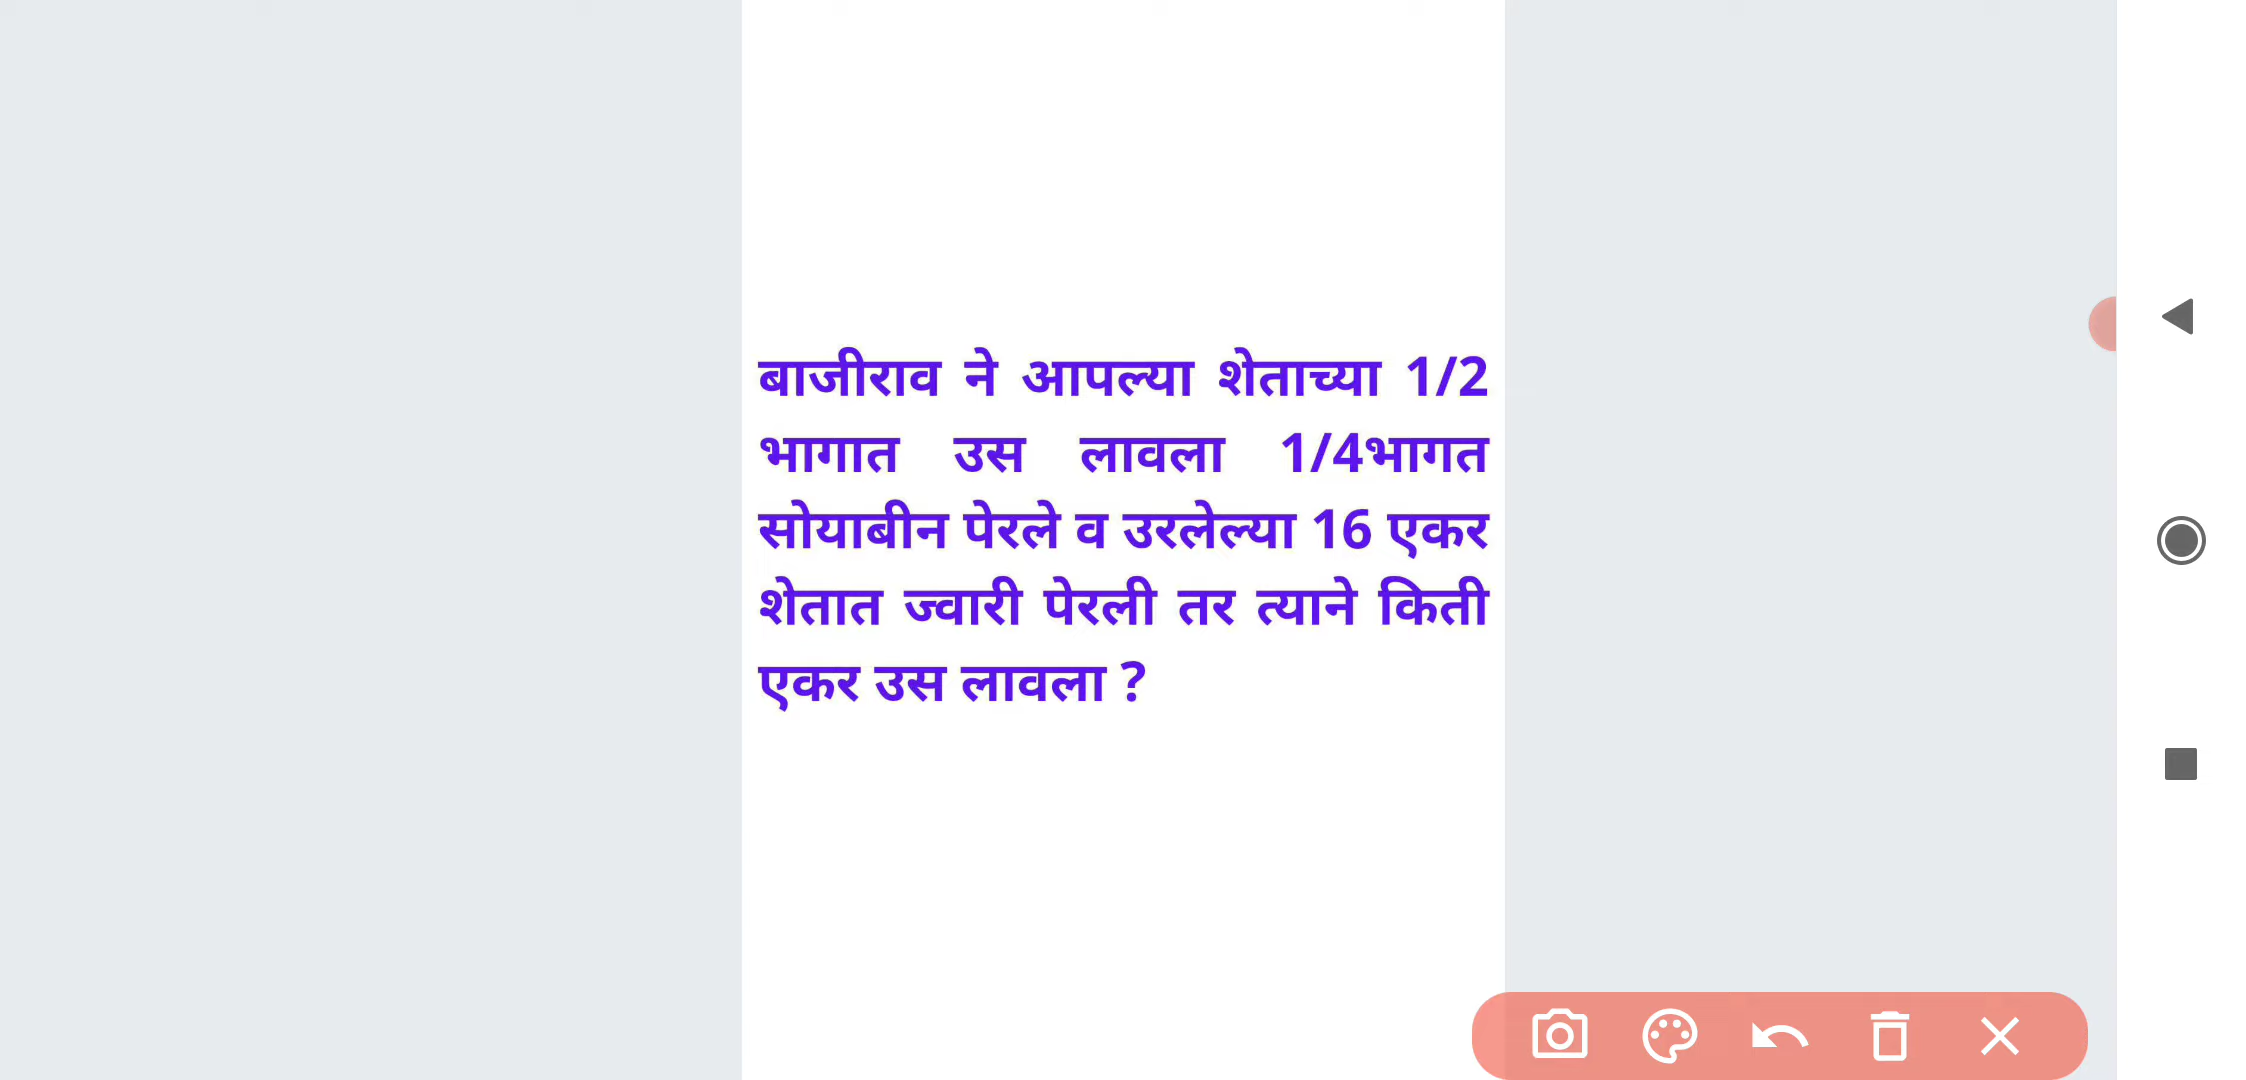 बाजीराव ने आपल्या शेताच्या 1/2
भागात उस लावला 1/4भागत
सोयाबीन पेरले व उरलेल्या 16 एकर
शेतात ज्वारी पेरली तर त्याने किती
एकर उस लावला ?